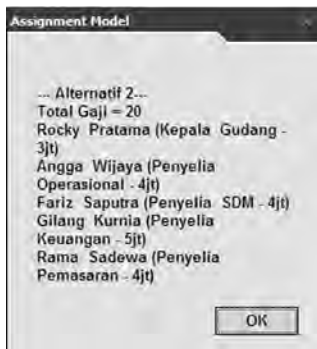 Assignment Model
--- Alternatif 2---
Total Gaji = 20
Rocky Pratama (Kepala Gudang -
3jt)
Angga Wijaya (Penyelia
Operasional - 4jt)
Fariz Saputra (Penyelia SDM - 4jt)
Gilang Kurnia (Penyelia
Keuangan - 5jt)
Rama Sadewa (Penyelia
Pemasaran - 4jt)
OK